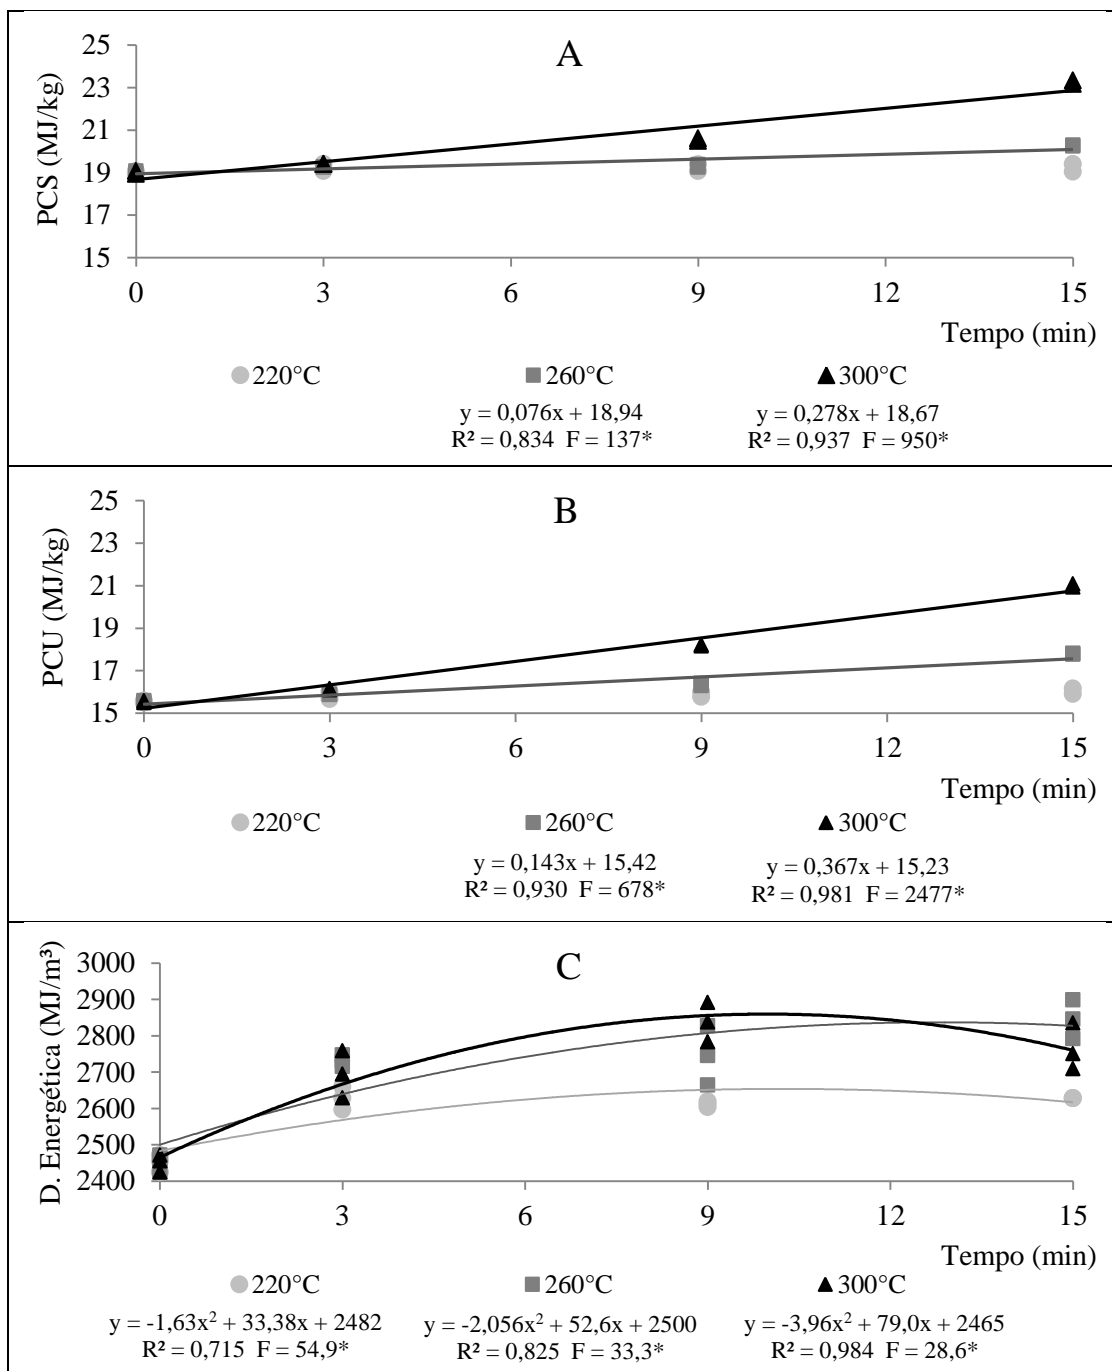 A
PCS (MJ/kg)
25
23
21
19
17
15
0 3 6 9 12 15
Tempo (min)
220°C 260°C 300°C
y = 0,076x + 18,94 y = 0,278x + 18,67
R² = 0,834 F = 137* R² = 0,937 F = 950*
B
PCU (MJ/kg)
25
23
21
19
17
15
0 3 6 9 12 15
Tempo (min)
220°C 260°C 300°C
y = 0,143x + 15,42 y = 0,367x + 15,23
R² = 0,930 F = 678* R² = 0,981 F = 2477*
C
D. Energética (MJ/m³)
3000
2900
2800
2700
2600
2500
2400
0 3 6 9 12 15
Tempo (min)
220°C 260°C 300°C
y = -1,63x² + 33,38x + 2482 y = -2,056x² + 52,6x + 2500 y = -3,96x² + 79,0x + 2465
R² = 0,715 F = 54,9* R² = 0,825 F = 33,3* R² = 0,984 F = 28,6*